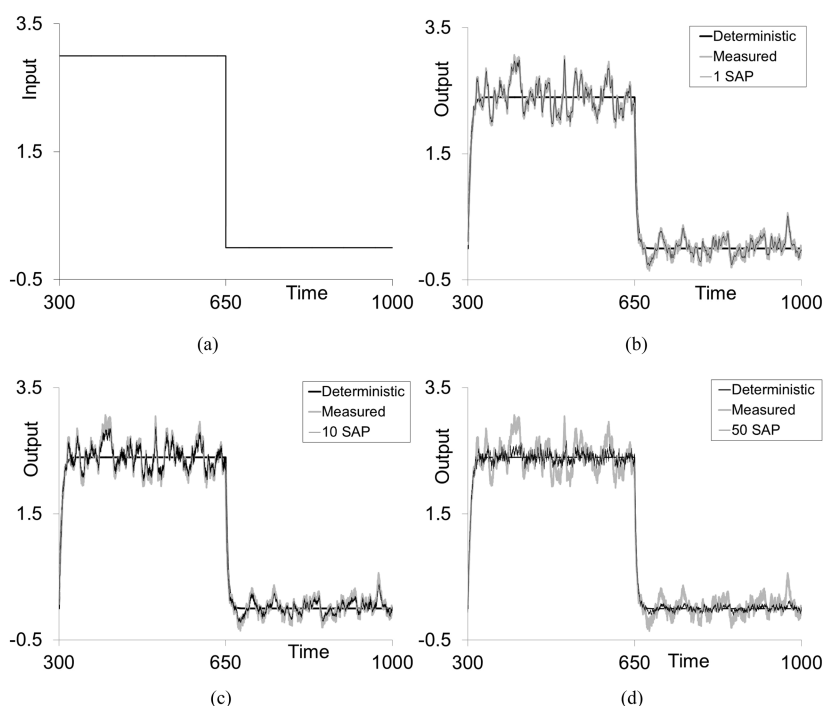 3.5
Input
1.5
-0.5
300
650
Time
1000
(a)
3.5
Output
1.5
-0.5
300
650
Time
1000
Deterministic
Measured
1 SAP
(b)
3.5
Output
1.5
-0.5
300
650
Time
1000
Deterministic
Measured
10 SAP
(c)
3.5
Output
1.5
-0.5
300
650
Time
1000
Deterministic
Measured
50 SAP
(d)